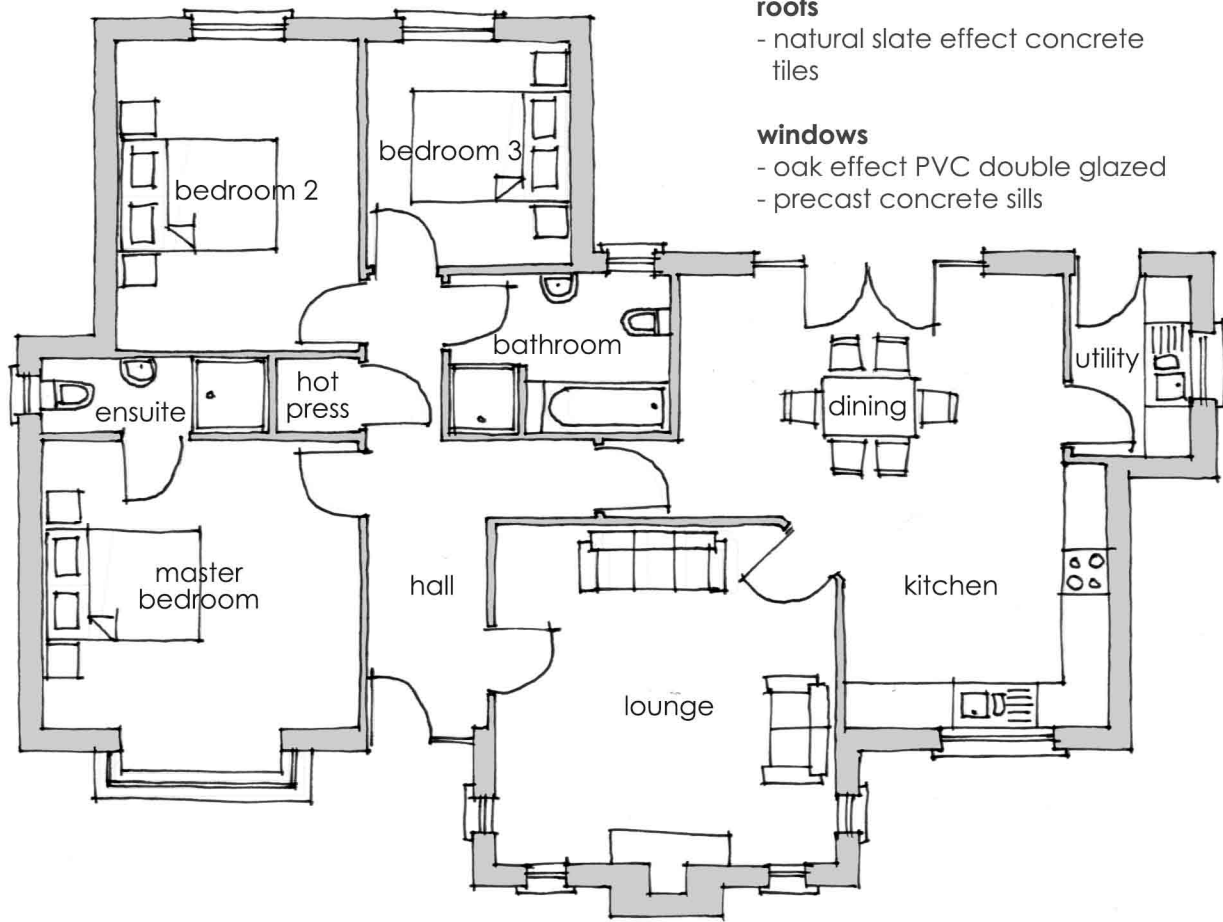 roofs
- natural slate effect concrete
tiles
windows
- oak effect PVC double glazed
- precast concrete sills
bedroom 3
bedroom 2
bathroom
utility
hot
press
ensuite
dining
master
bedroom
hall
kitchen
lounge